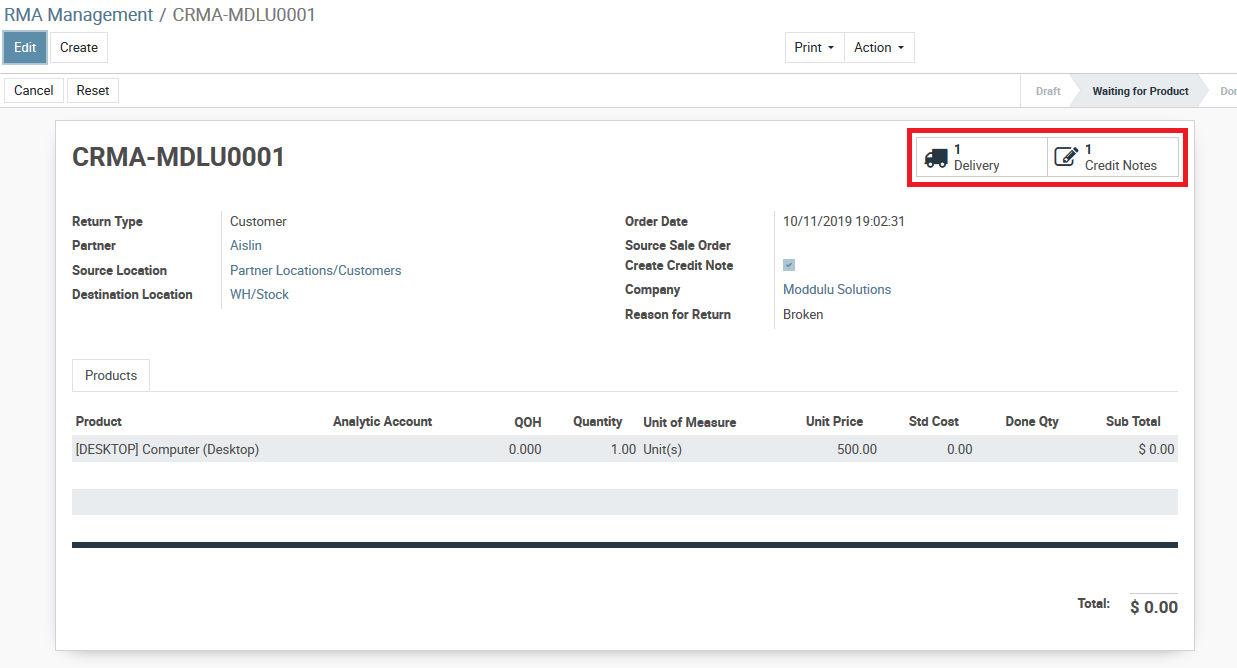 RMA Management / CRMA-MDLU0001
Edit Create Print Action
Cancel Reset Draft Waiting for Product Don
CRMA-MDLU0001
1 Delivery 1 Credit Notes
Return Type Customer Order Date 10/11/2019 19:02:31
Partner Aislin Source Sale Order
Source Location Partner Locations/Customers Create Credit Note
Destination Location WH/Stock Company Moddulu Solutions
Reason for Return Broken
Products
Product Analytic Account QOH Quantity Unit of Measure Unit Price Std Cost Done Qty Sub Total
[DESKTOP] Computer (Desktop) 0.000 1.00 Unit(s) 500.00 0.00 $ 0.00
Total: $ 0.00